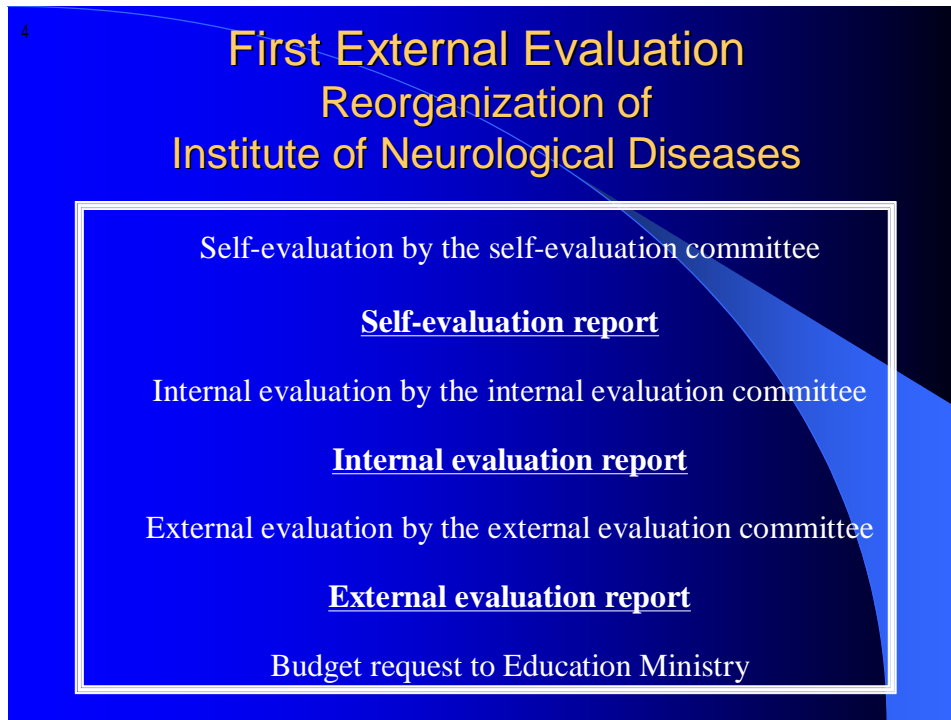 4
First External Evaluation
Reorganization of
Institute of Neurological Diseases
Self-evaluation by the self-evaluation committee
Self-evaluation report
Internal evaluation by the internal evaluation committee
Internal evaluation report
External evaluation by the external evaluation committee
External evaluation report
Budget request to Education Ministry